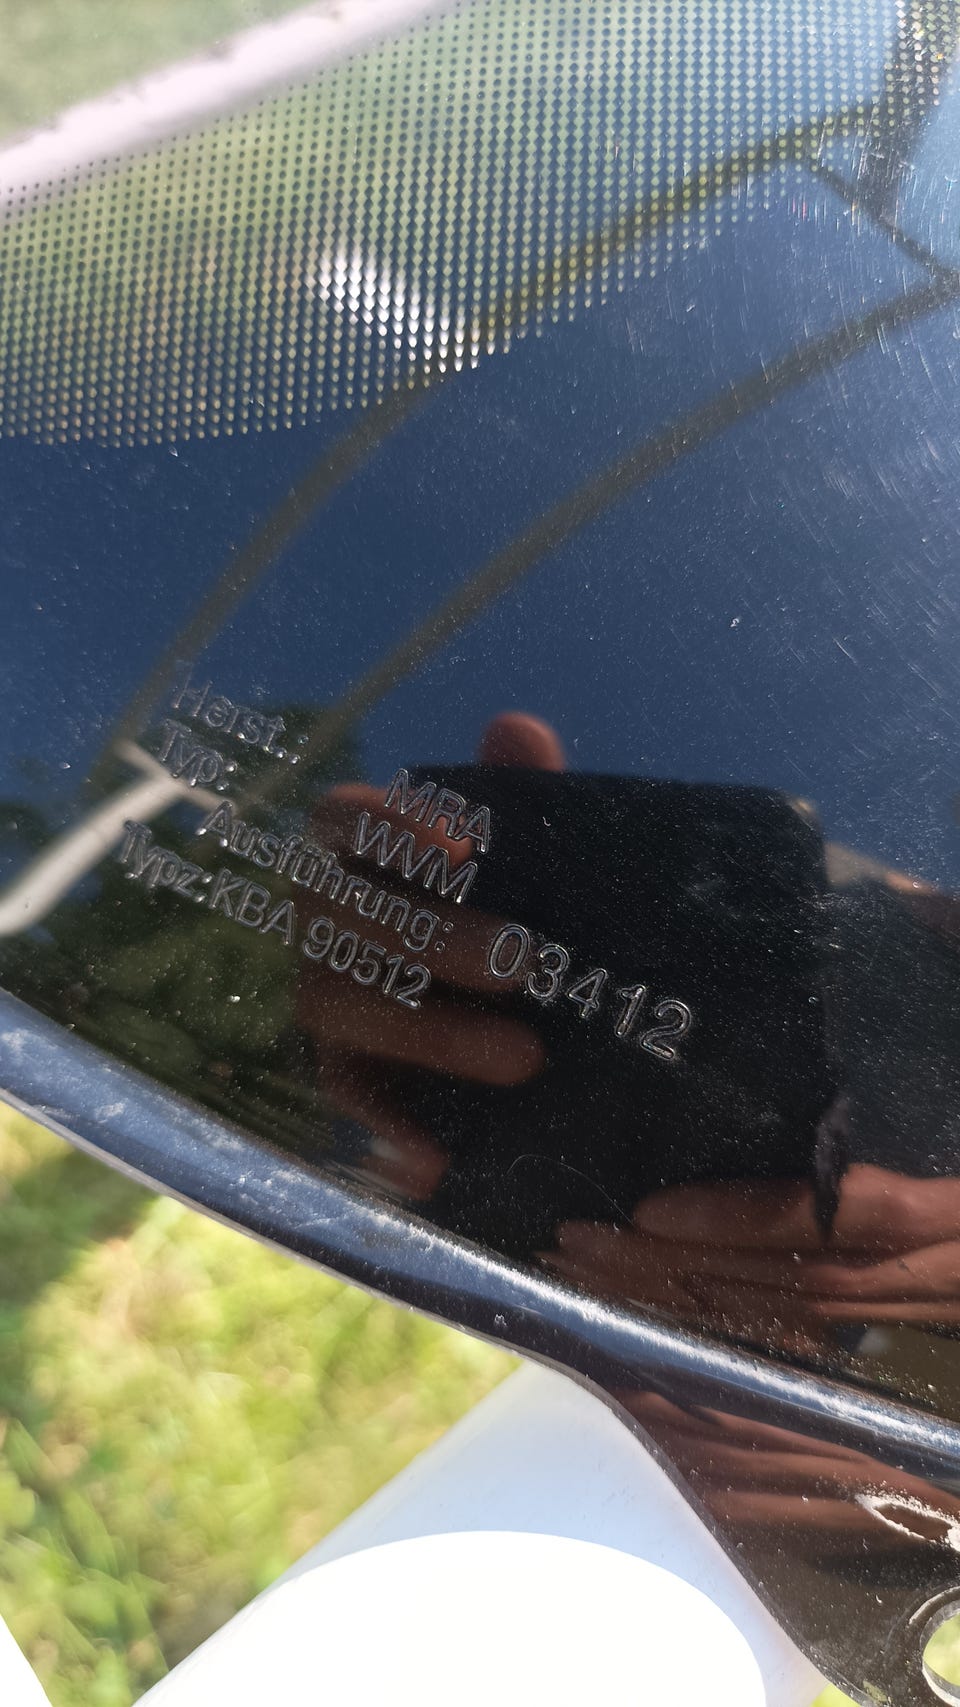 Herst.: MRA
Typ: WVM
Ausführung: 03412
Typz:KBA 90512